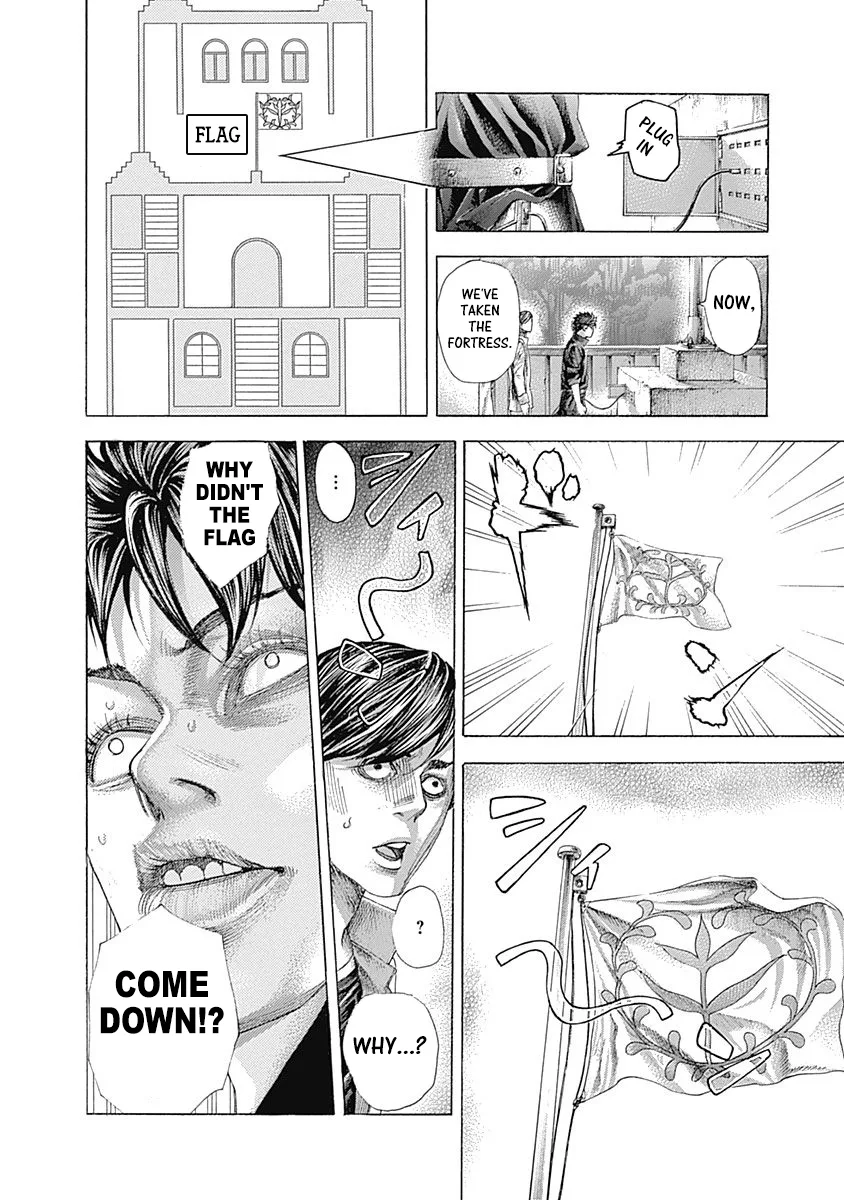 PLUG
IN
FLAG
NOW,
WE'VE
TAKEN
THE
FORTRESS.
...
?
WHY...?
WHY
DIDN'T
THE
FLAG
COME
DOWN!?